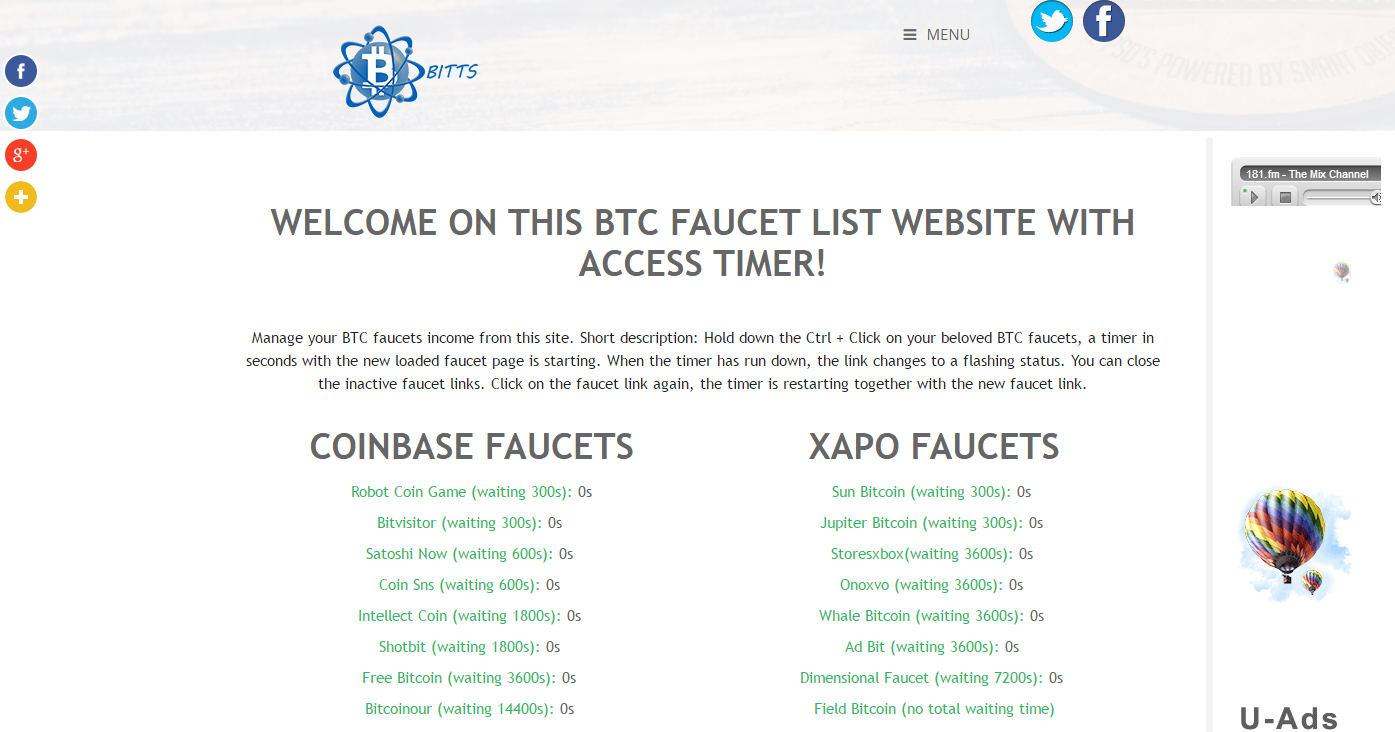 BITTS
MENU
'S POWERED BY SMART
181.fm - The Mix Channel
WELCOME ON THIS BTC FAUCET LIST WEBSITE WITH
ACCESS TIMER!
Manage your BTC faucets income from this site. Short description: Hold down the Ctrl + Click on your beloved BTC faucets, a timer in
seconds with the new loaded faucet page is starting. When the timer has run down, the link changes to a flashing status. You can close
the inactive faucet links. Click on the faucet link again, the timer is restarting together with the new faucet link.
COINBASE FAUCETS
Robot Coin Game (waiting 300s): 0s
Bitvisitor (waiting 300s): 0s
Satoshi Now (waiting 600s): 0s
Coin Sns (waiting 600s): 0s
Intellect Coin (waiting 1800s): 0s
Shotbit (waiting 1800s): 0s
Free Bitcoin (waiting 3600s): 0s
Bitcoinour (waiting 14400s): 0s
XAPO FAUCETS
Sun Bitcoin (waiting 300s): 0s
Jupiter Bitcoin (waiting 300s): 0s
Storesxbox(waiting 3600s): 0s
Onoxvo (waiting 3600s): 0s
Whale Bitcoin (waiting 3600s): 0s
Ad Bit (waiting 3600s): 0s
Dimensional Faucet (waiting 7200s): 0s
Field Bitcoin (no total waiting time)
U-Ads